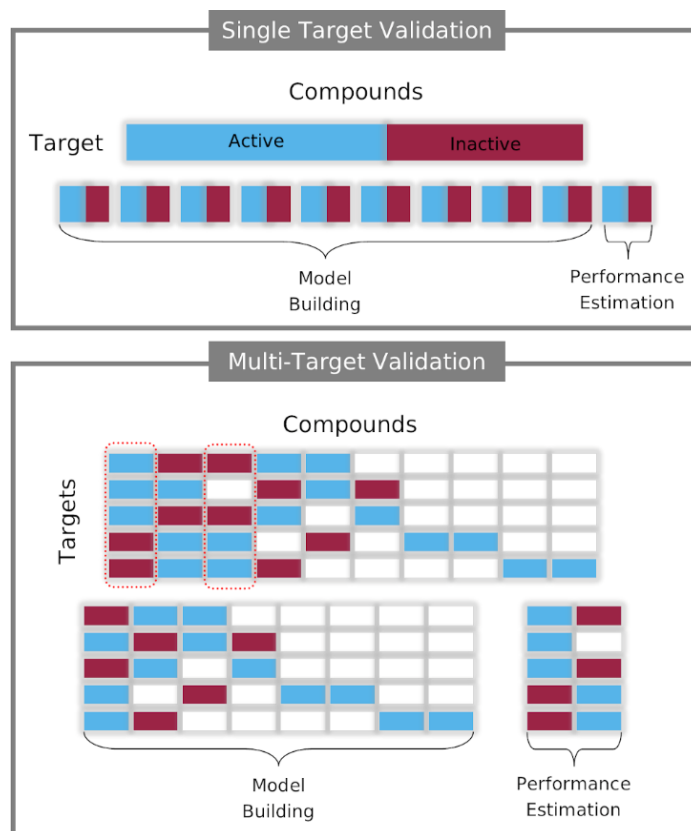 Single Target Validation
Compounds
Target
Active
Inactive
Model
Building
Performance
Estimation
Multi-Target Validation
Compounds
Targets
Model
Building
Performance
Estimation